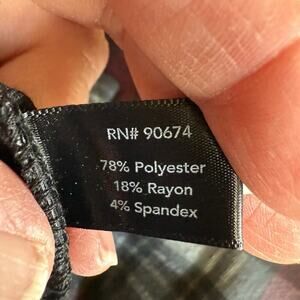 RN# 90674
78% Polyester
18% Rayon
4% Spandex